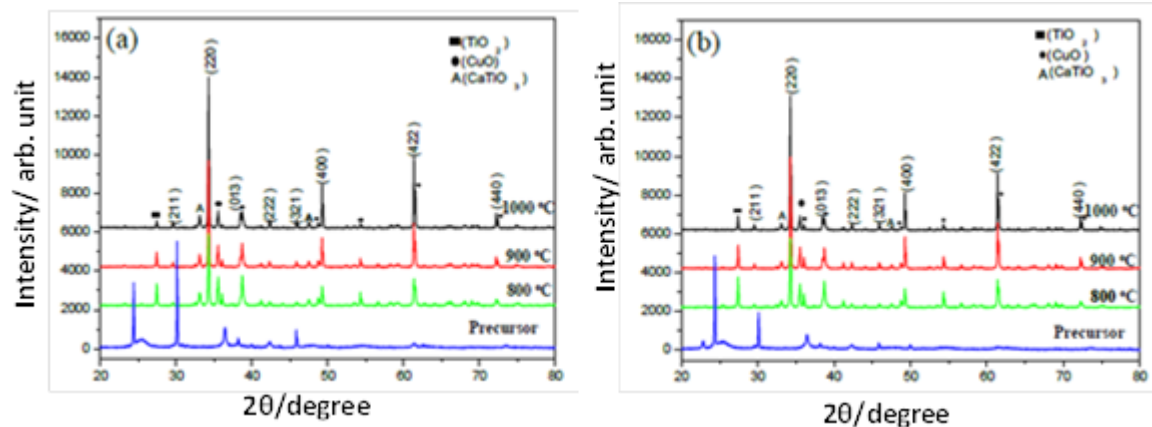 (a)
■(TiO2)
●(CuO)
A(CaTiO3)
16000
14000
12000
10000
8000
6000
4000
2000
0
(211)
(220)
A
(013)
(222)
(321)
(400)
(422)
(440)
1000 °C
900 °C
800 °C
Precursor
20 30 40 50 60 70 80
2θ/degree
Intensity/ arb. unit
(b)
■(TiO2)
•(CuO)
A(CaTiO3)
16000
14000
12000
10000
8000
6000
4000
2000
0
(211)
(220)
A
(013)
(222)
(321)
(400)
(422)
(440)
1000 °C
900 °C
800 °C
Precursor
20 30 40 50 60 70 80
2θ/degree
Intensity/ arb. unit